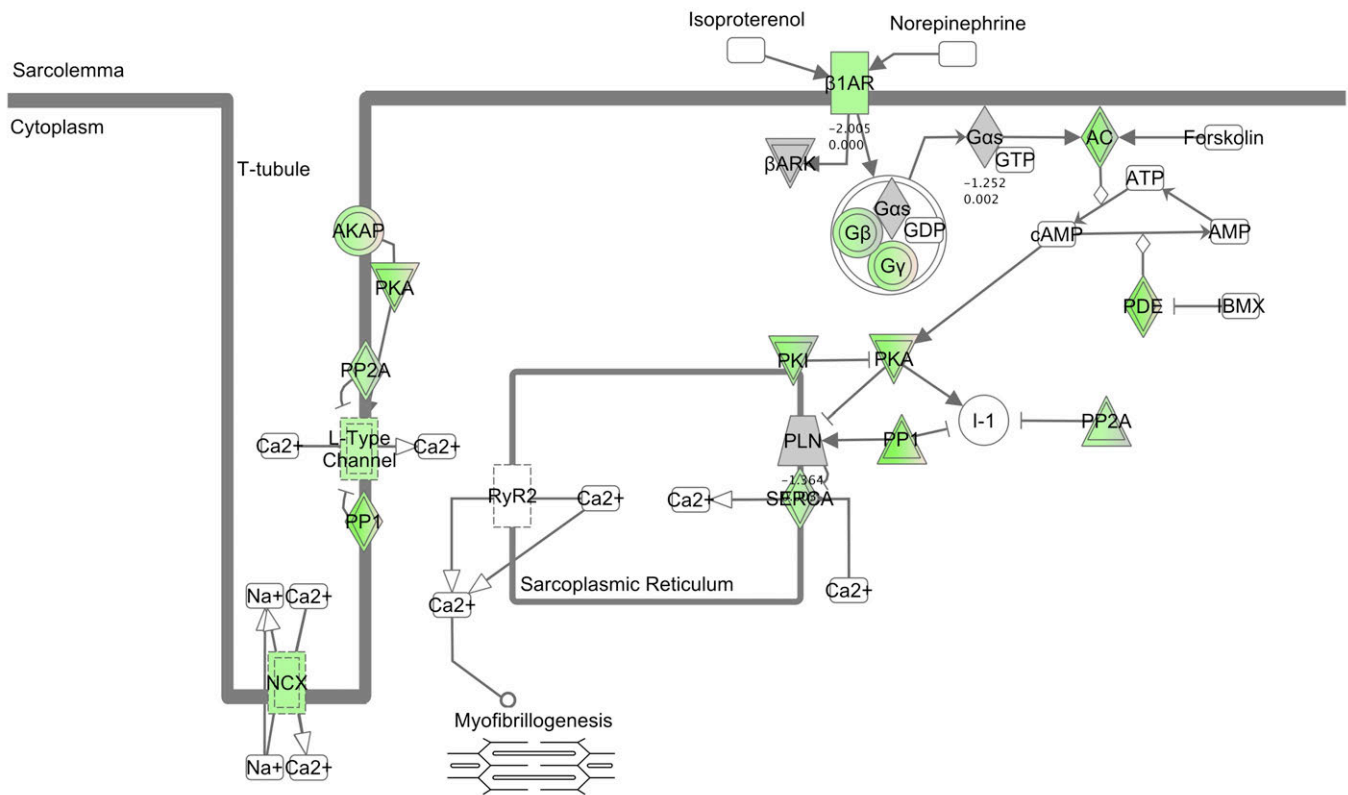 Isoproterenol
Norepinephrine
Sarcolemma
β1AR
Cytoplasm
-2.005
0.000
βARK
Gαs
GTP
-1.252
0.002
AC
Forskolin
T-tubule
ATP
Gαs
GDP
Gβ
Gγ
cAMP
AMP
AKAP
PKA
PDE
IBMX
PP2A
PKI
PKA
I-1
PP2A
PLN
PP1
-1.364
Ca2+
L-Type
Channel
Ca2+
RyR2
Ca2+
Ca2+
SERCA
PP1
Sarcoplasmic Reticulum
Ca2+
Ca2+
Na+
Ca2+
NCX
Myofibrillogenesis
Na+
Ca2+